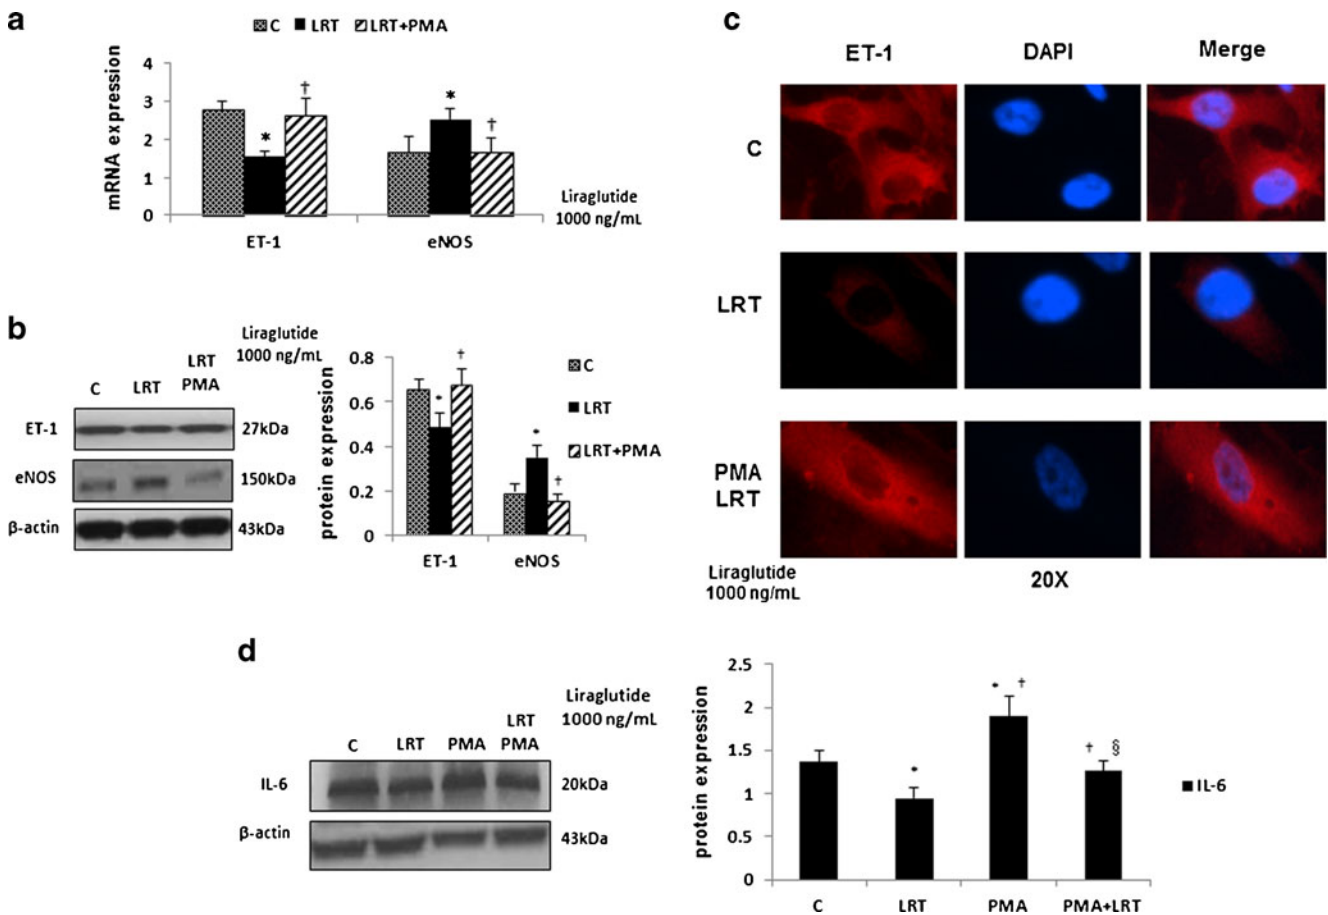 a
C LRT LRT+PMA
mRNA expression
4
3
2
1
0
*
†
*
†
ET-1 eNOS
Liraglutide
1000 ng/mL
b
Liraglutide
1000 ng/mL
C LRT LRT
PMA
ET-1 27kDa
eNOS 150kDa
β-actin 43kDa
protein expression
0.8
0.6
0.4
0.2
0
*
†
*
†
ET-1 eNOS
C
LRT
LRT+PMA
c
ET-1 DAPI Merge
C
LRT
PMA
LRT
Liraglutide
1000 ng/mL
20X
d
Liraglutide
1000 ng/mL
C LRT PMA LRT
PMA
IL-6 20kDa
β-actin 43kDa
protein expression
2.5
2
1.5
1
0.5
0
*
* †
† §
C LRT PMA PMA+LRT
IL-6